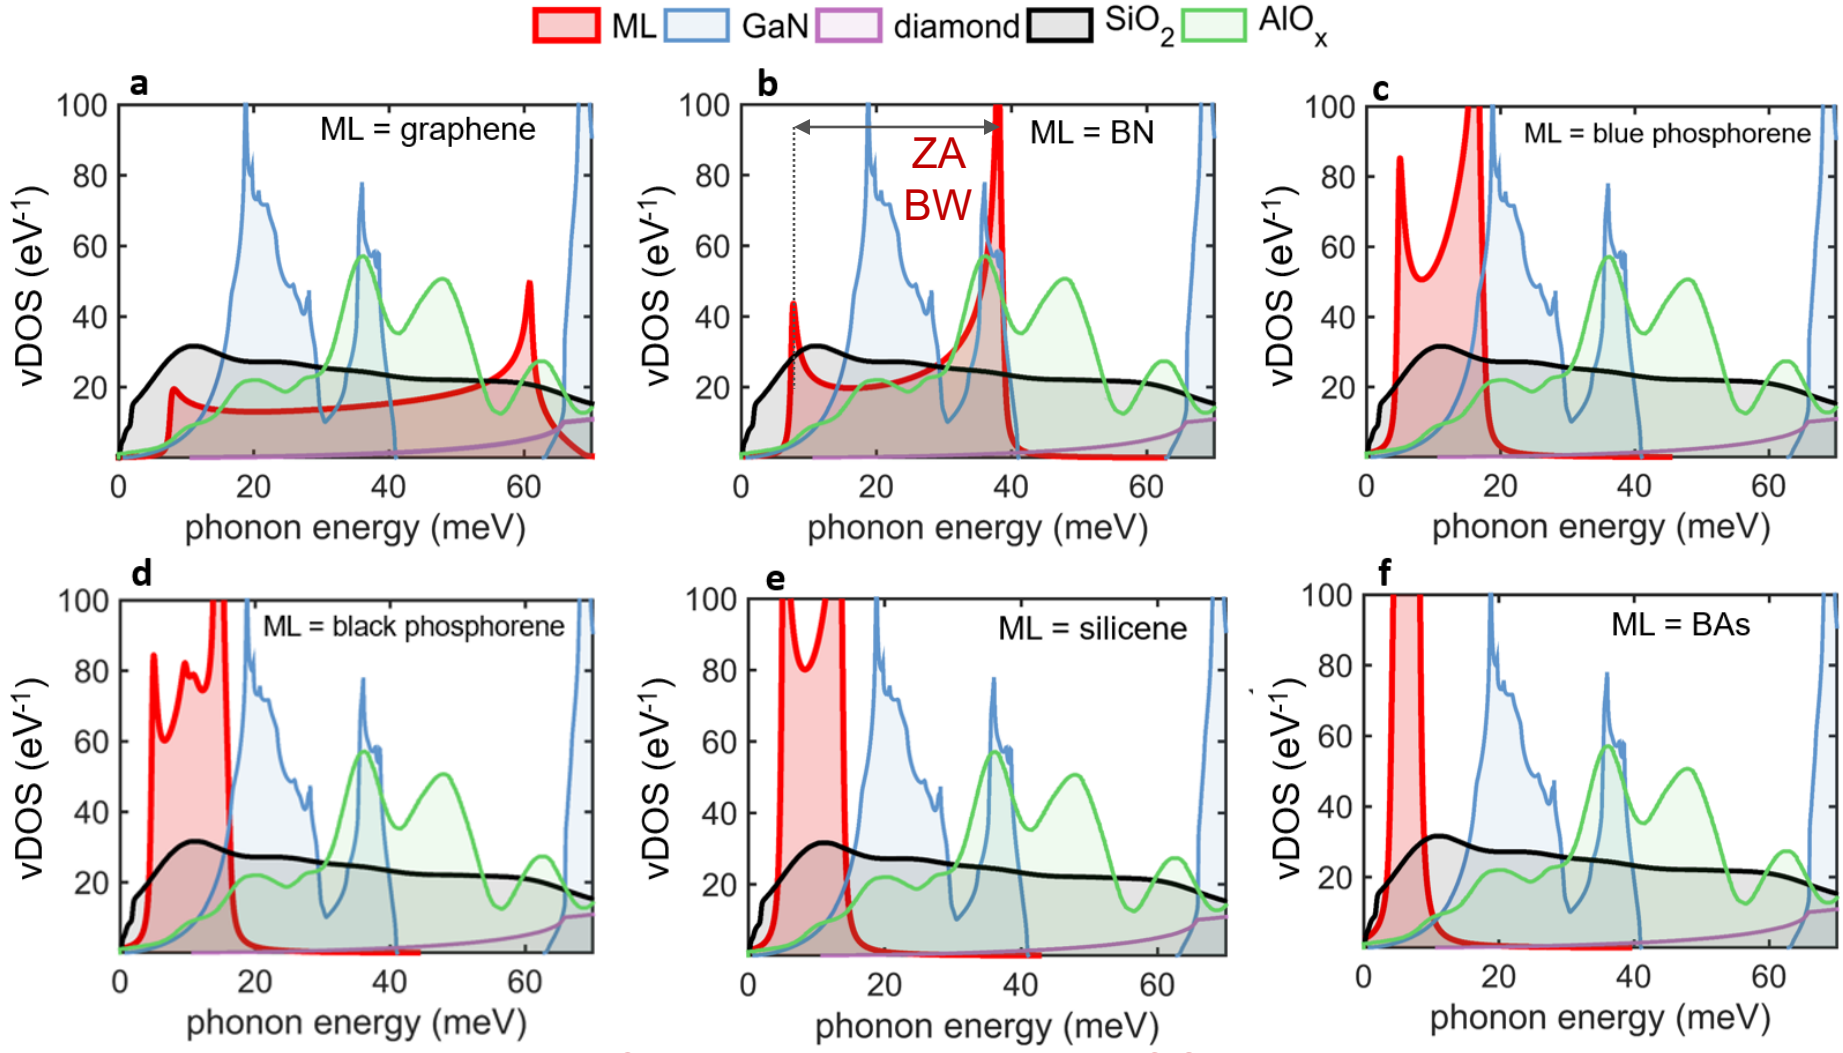 ML GaN diamond SiO₂ AlOₓ
a
ML = graphene
100
80
60
40
20
vDOS (eV⁻¹)
0 20 40 60
phonon energy (meV)
b
ML = BN
ZA
BW
100
80
60
40
20
vDOS (eV⁻¹)
0 20 40 60
phonon energy (meV)
c
ML = blue phosphorene
100
80
60
40
20
vDOS (eV⁻¹)
0 20 40 60
phonon energy (meV)
d
ML = black phosphorene
100
80
60
40
20
vDOS (eV⁻¹)
0 20 40 60
phonon energy (meV)
e
ML = silicene
100
80
60
40
20
vDOS (eV⁻¹)
0 20 40 60
phonon energy (meV)
f
ML = BAs
100
80
60
40
20
vDOS (eV⁻¹)
0 20 40 60
phonon energy (meV)